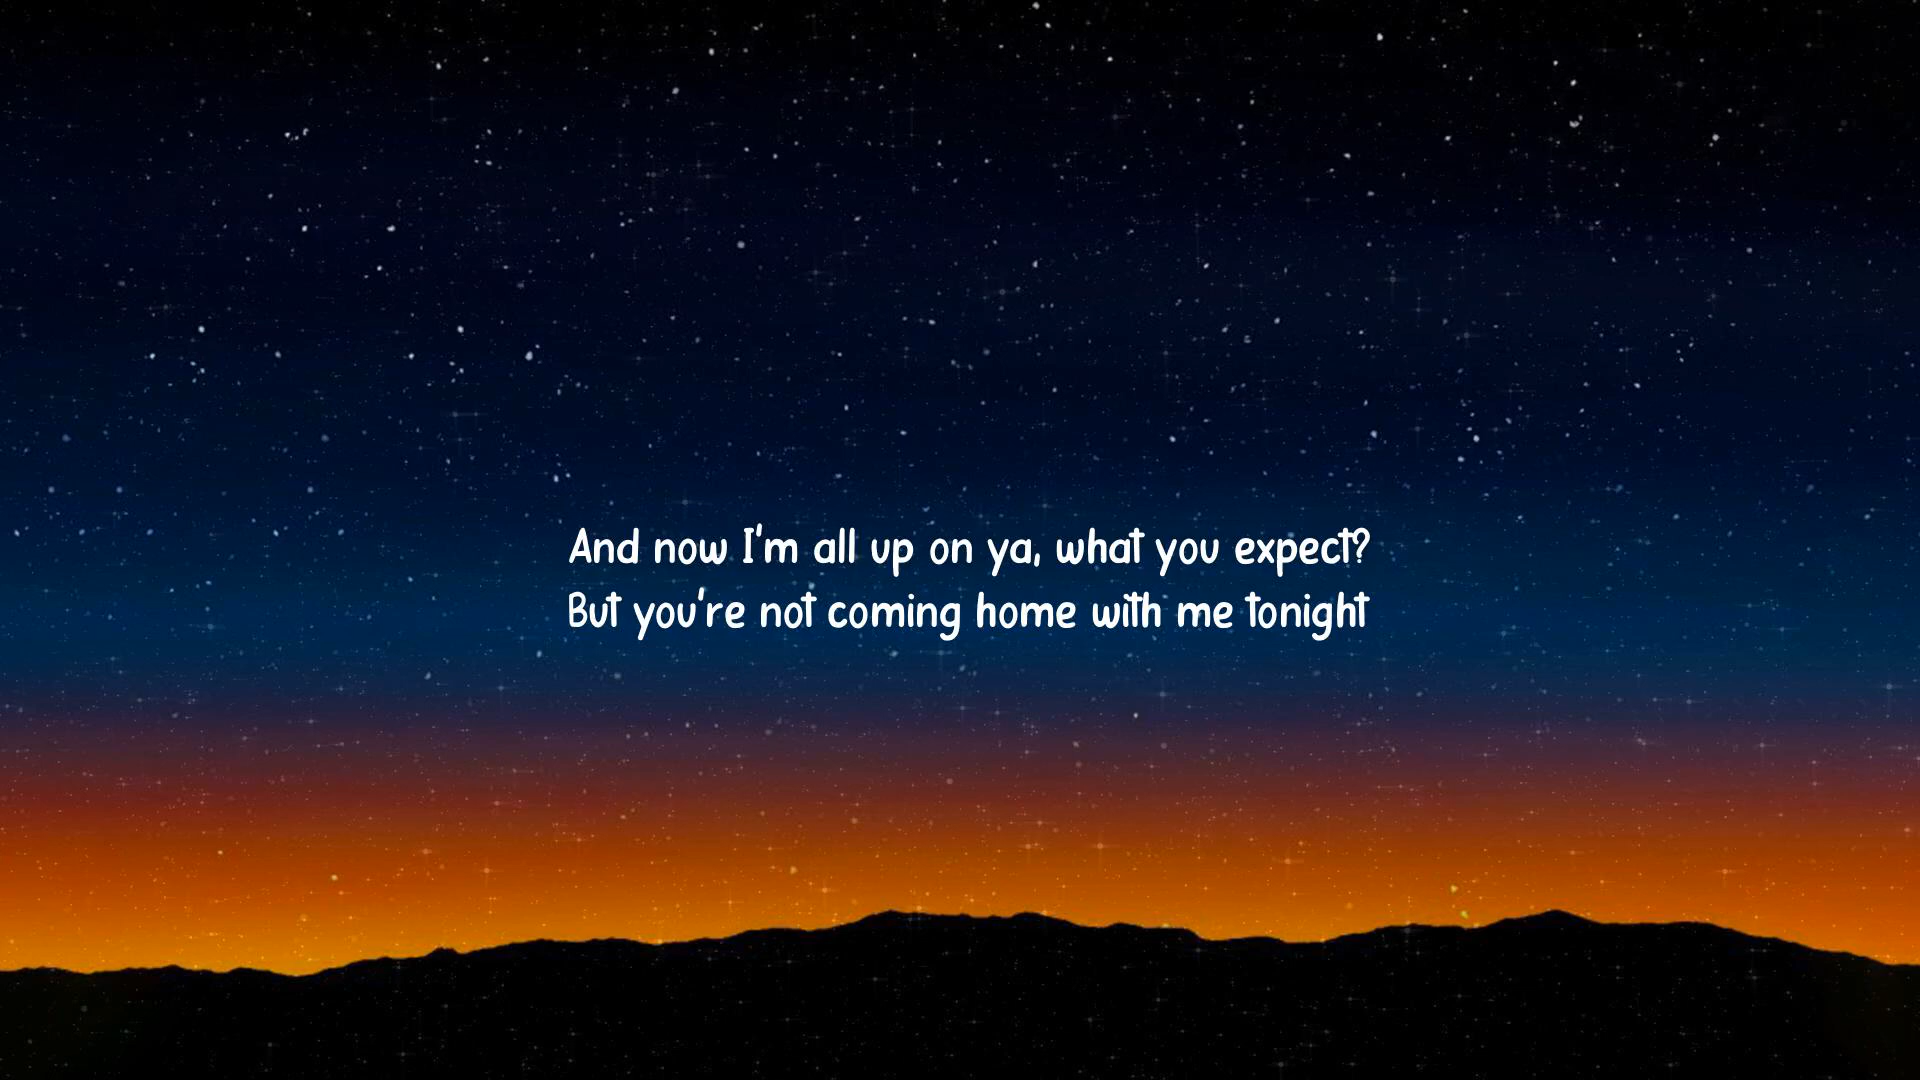 And now I'm all up on ya, what you expect?
But you're not coming home with me tonight